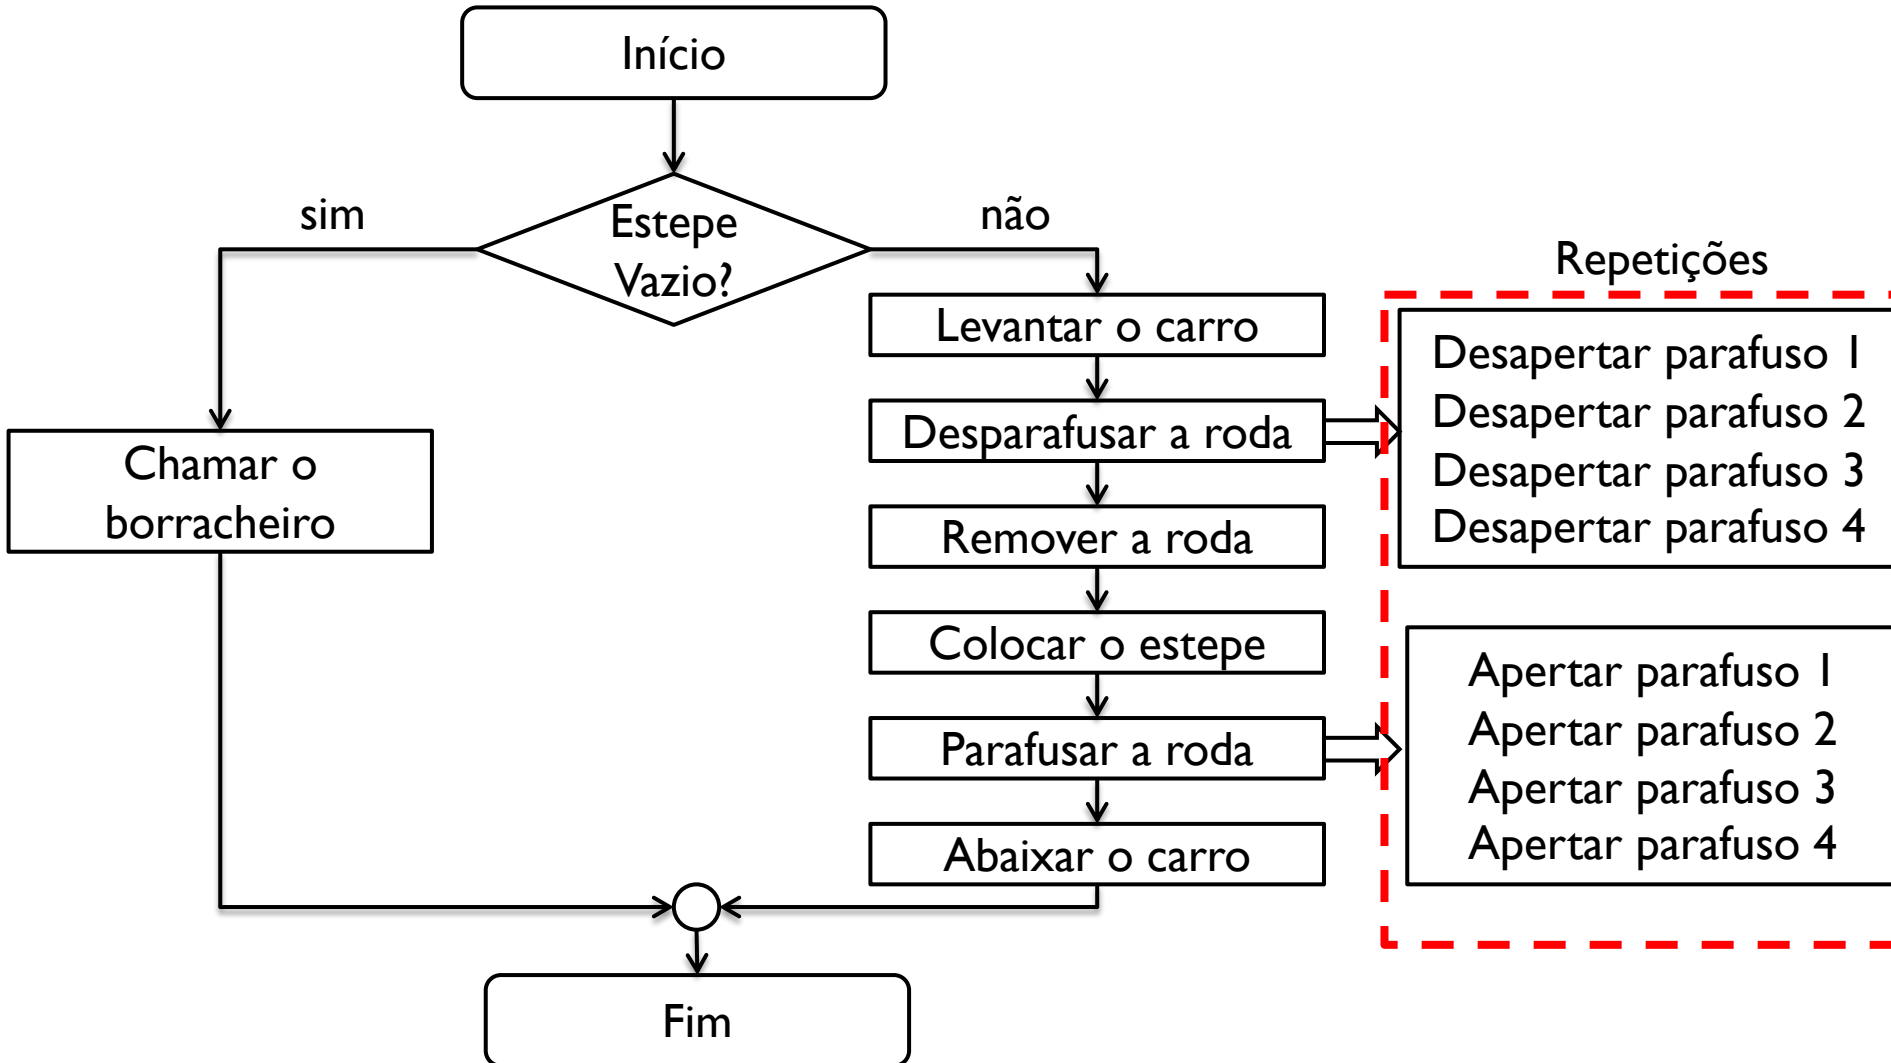 Início
sim
Estepe
Vazio?
não
Chamar o
borracheiro
Levantar o carro
Desparafusar a roda
Remover a roda
Colocar o estepe
Parafusar a roda
Abaixar o carro
Repetições
Desapertar parafuso 1
Desapertar parafuso 2
Desapertar parafuso 3
Desapertar parafuso 4
Apertar parafuso 1
Apertar parafuso 2
Apertar parafuso 3
Apertar parafuso 4
Fim